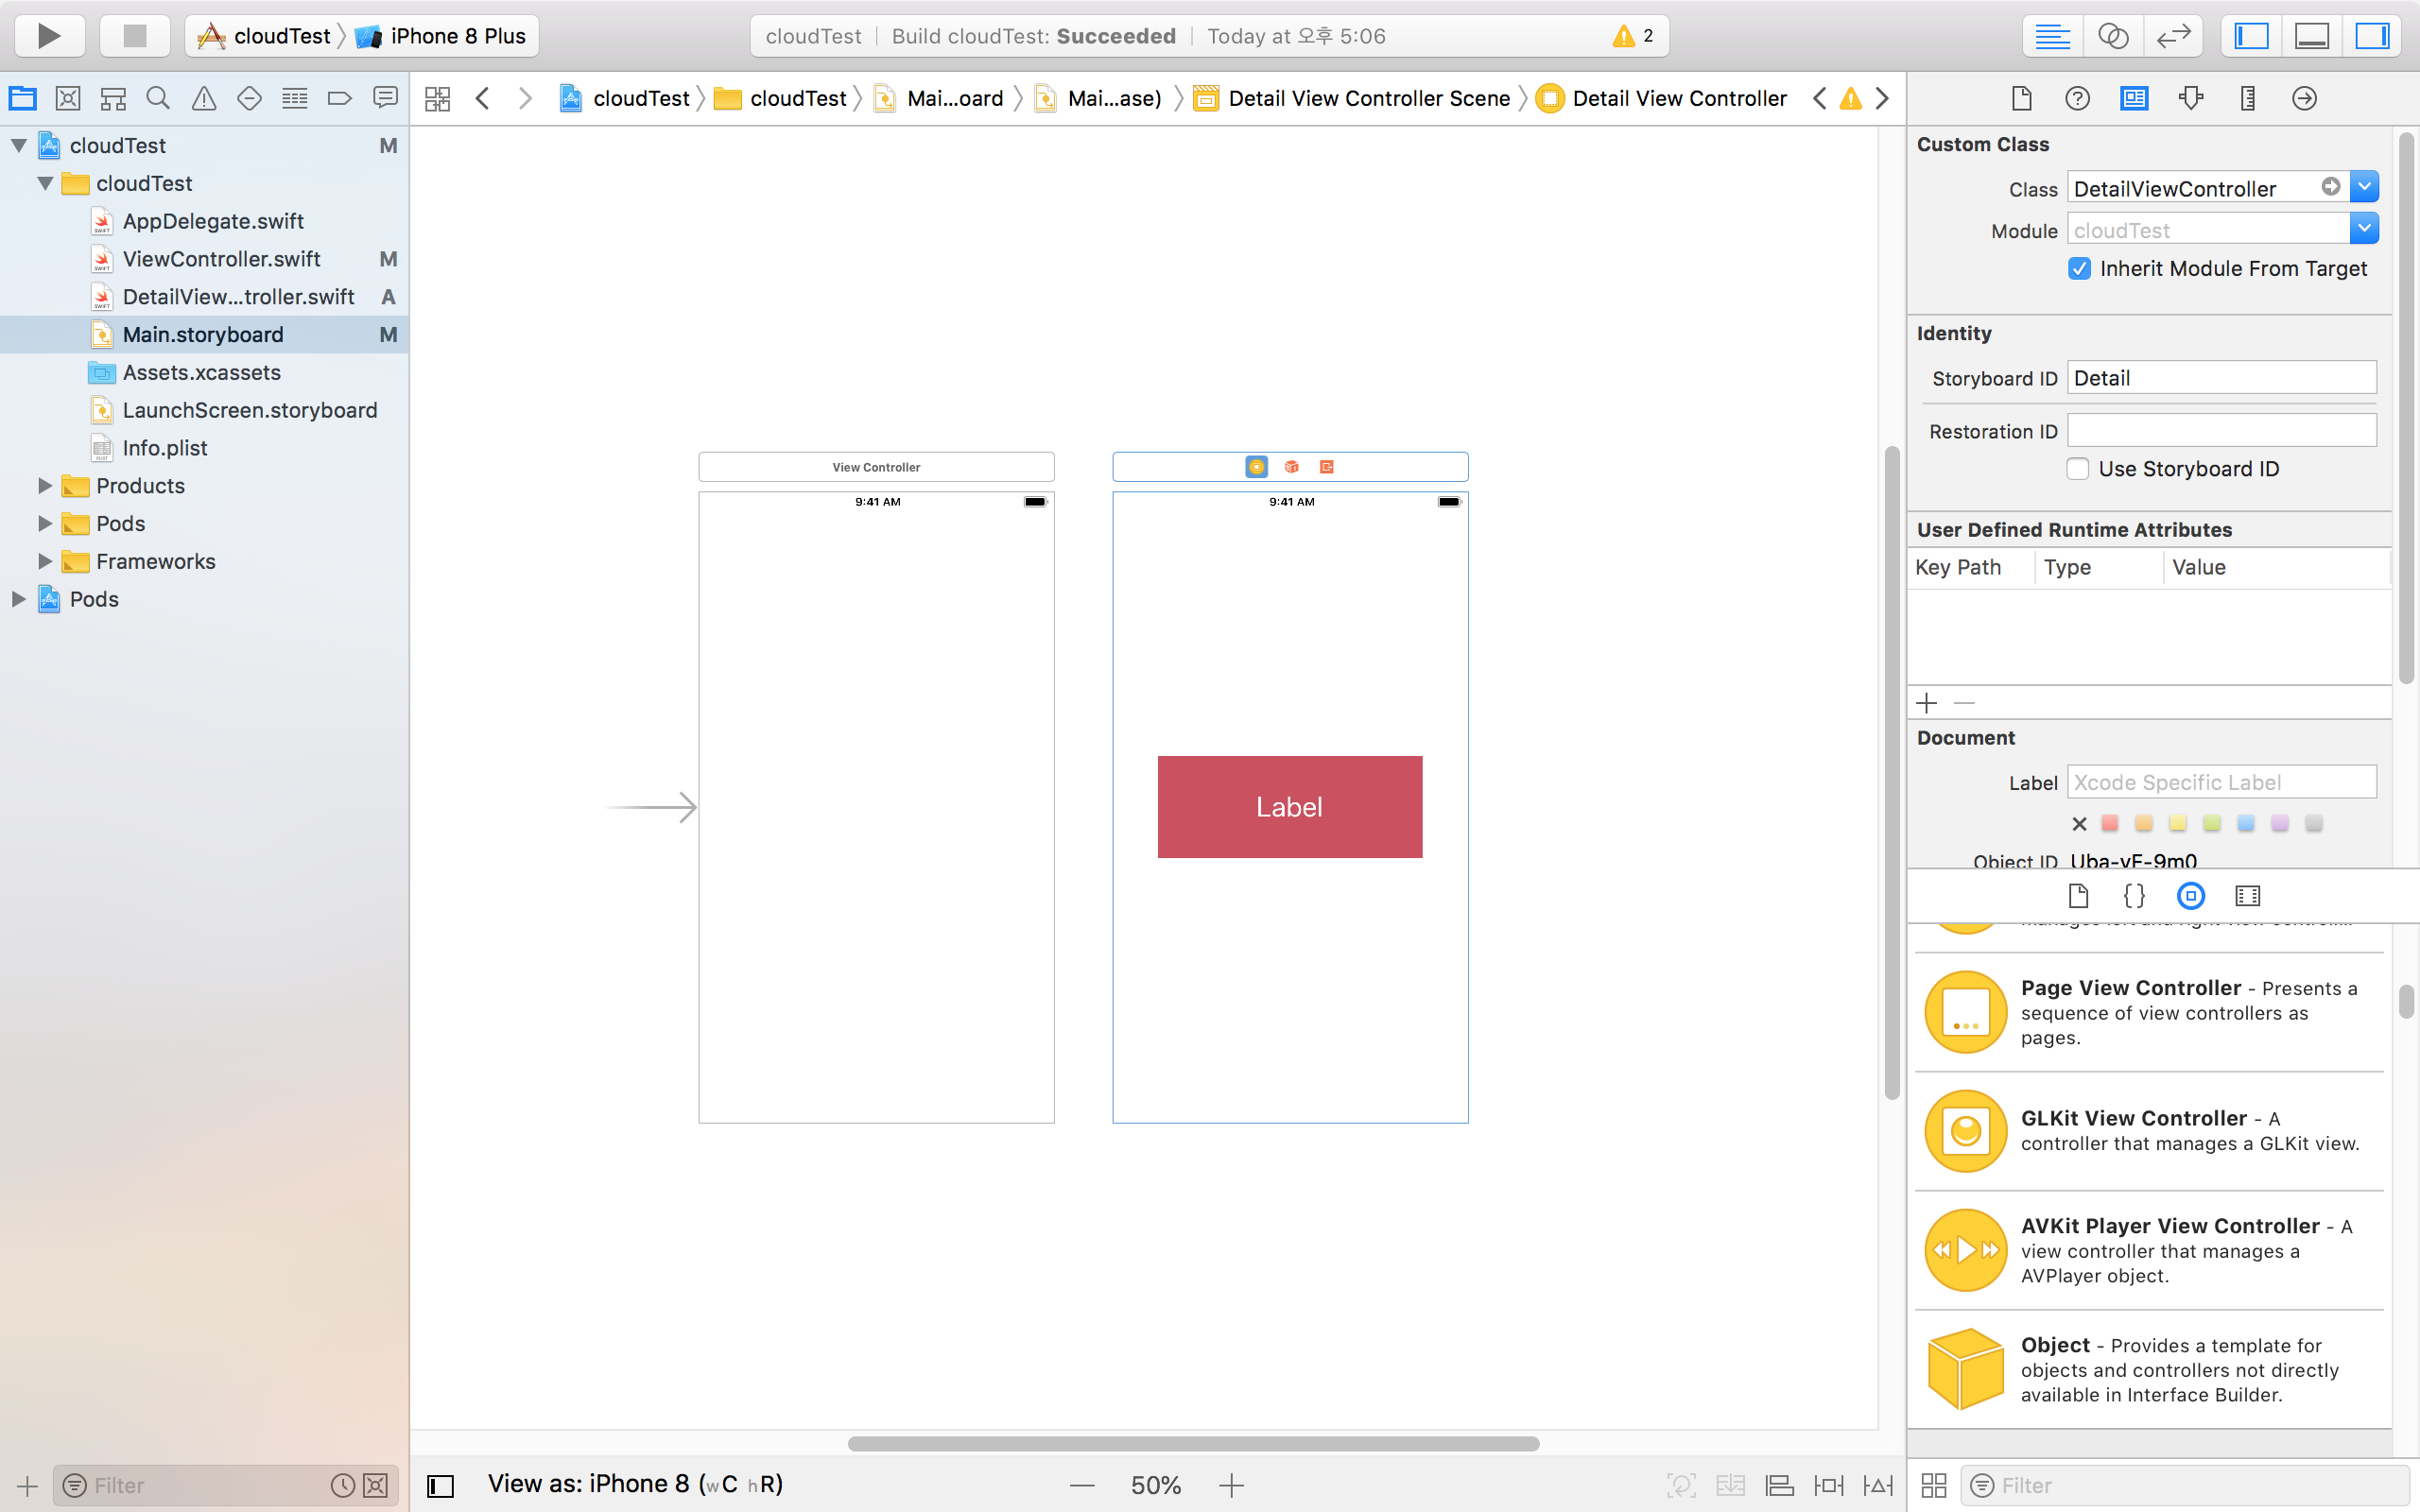 cloudTest
iPhone 8 Plus
cloudTest
Build cloudTest: Succeeded
Today at 오후 5:06
2
cloudTest
cloudTest
Mai...oard
Mai...ase)
Detail View Controller Scene
Detail View Controller
cloudTest M
cloudTest
AppDelegate.swift
ViewController.swift M
DetailView...troller.swift A
Main.storyboard M
Assets.xcassets
LaunchScreen.storyboard
Info.plist
Products
Pods
Frameworks
Pods
Filter
View Controller
9:41 AM
9:41 AM
Label
View as: iPhone 8 (wC hR)
50%
Custom Class
Class DetailViewController
Module cloudTest
Inherit Module From Target
Identity
Storyboard ID Detail
Restoration ID
Use Storyboard ID
User Defined Runtime Attributes
Key Path Type Value
Document
Label Xcode Specific Label
Object ID Uba-vF-9m0
Page View Controller - Presents a
sequence of view controllers as
pages.
GLKit View Controller - A
controller that manages a GLKit view.
AVKit Player View Controller - A
view controller that manages a
AVPlayer object.
Object - Provides a template for
objects and controllers not directly
available in Interface Builder.
Filter